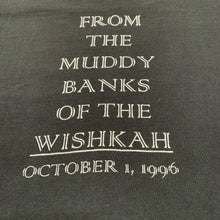 FROM
THE
MUDDY
BANKS
OF THE
WISHKAH
OCTOBER 1, 1996